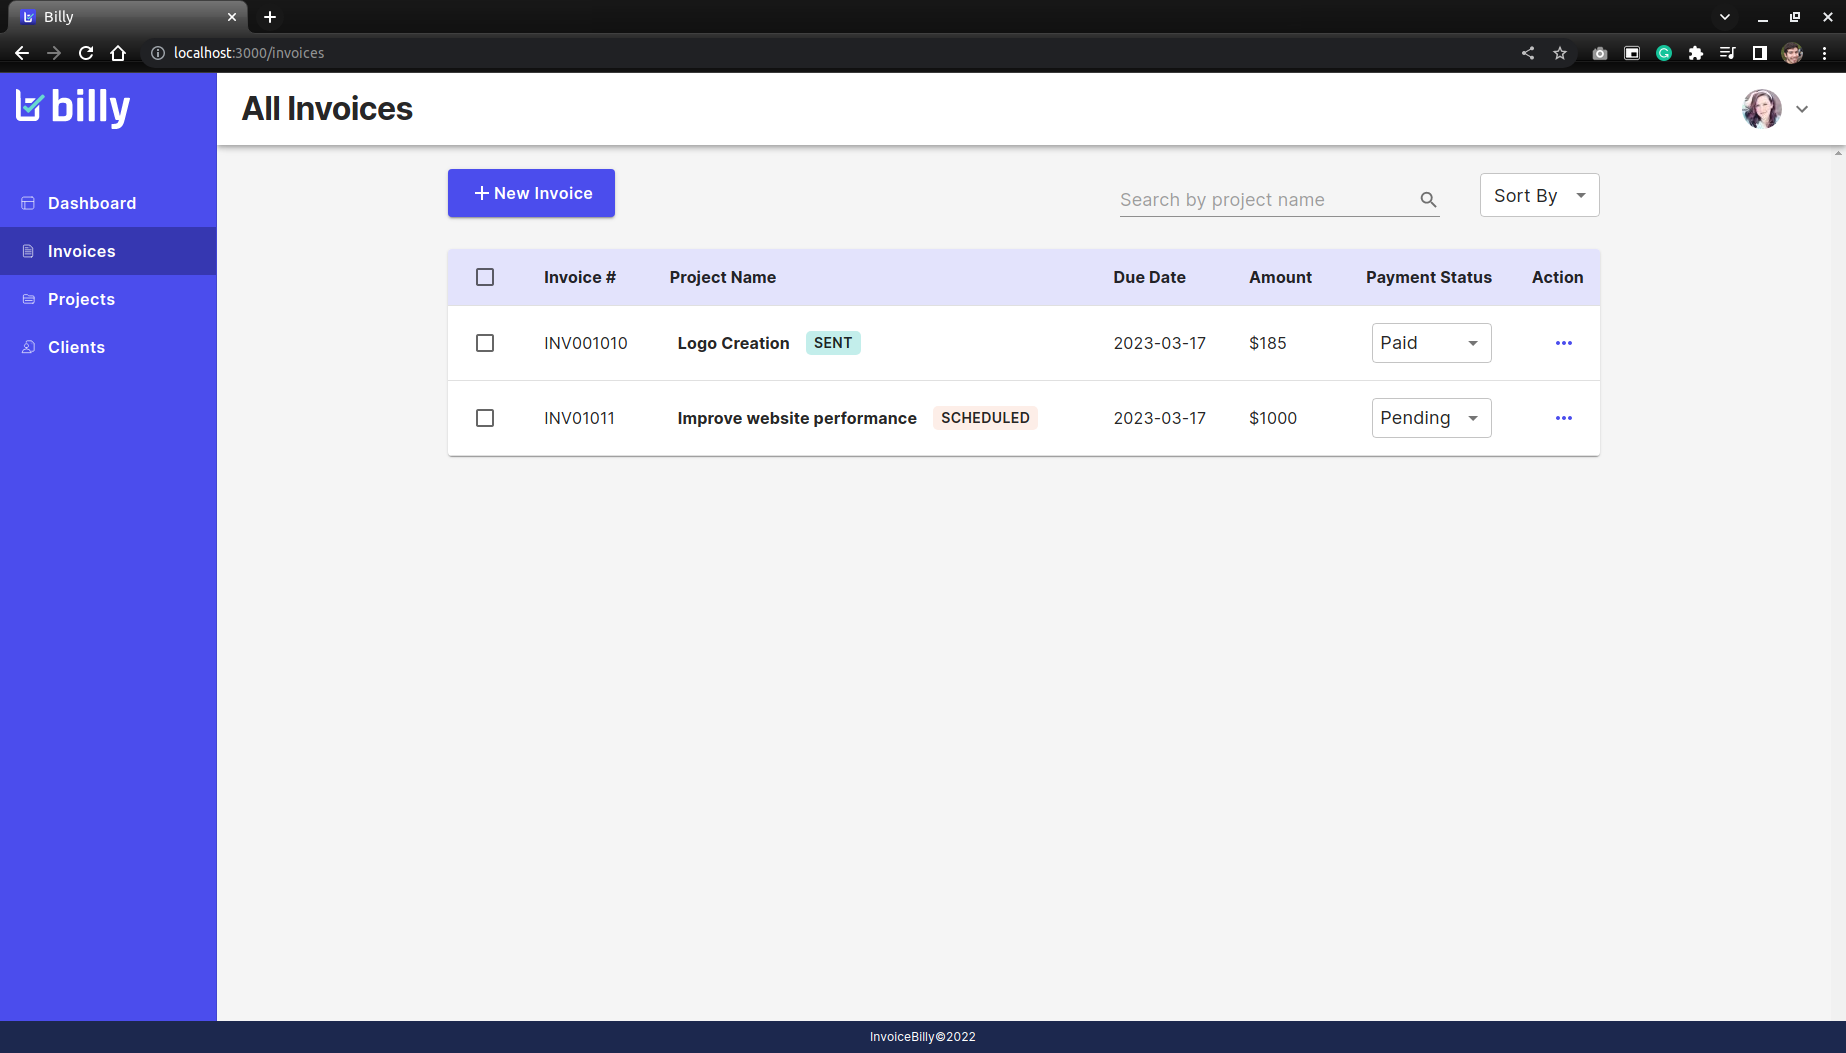 Billy
localhost:3000/invoices
billy
All Invoices
Dashboard
Invoices
Projects
Clients
New Invoice
Search by project name
Sort By
Invoice # Project Name Due Date Amount Payment Status Action
INV001010 Logo Creation SENT 2023-03-17 $185 Paid
INV01011 Improve website performance SCHEDULED 2023-03-17 $1000 Pending
InvoiceBilly©2022